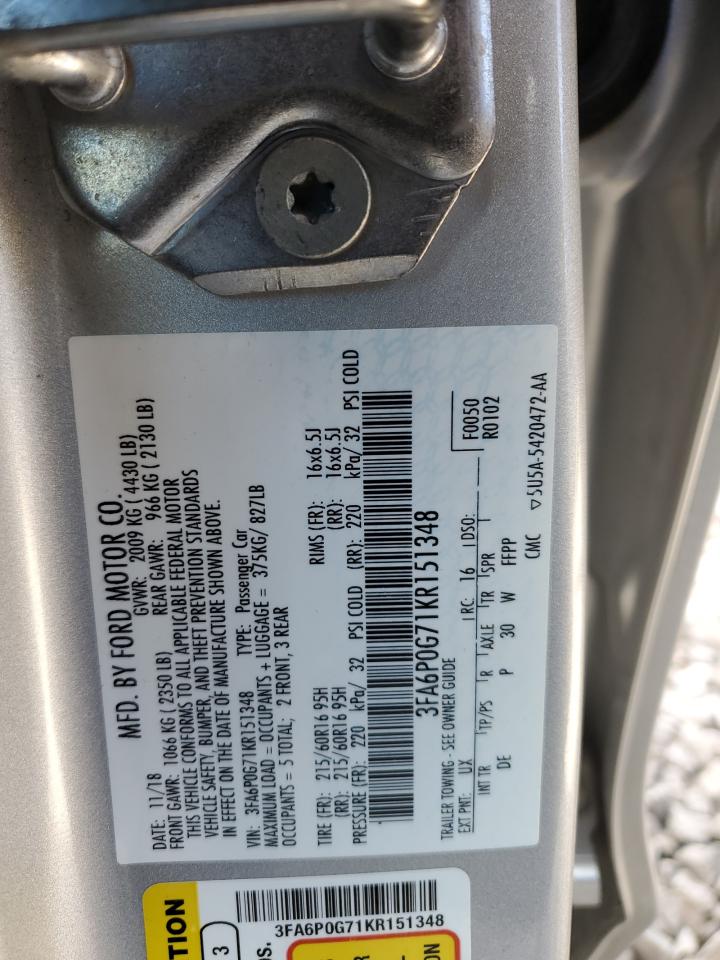 MFD. BY FORD MOTOR CO.
DATE: 11/18 GVWR: 2009 KG ( 4430 LB)
FRONT GAWR: 1066 KG ( 2350 LB) REAR GAWR: 966 KG ( 2130 LB)
THIS VEHICLE CONFORMS TO ALL APPLICABLE FEDERAL MOTOR
VEHICLE SAFETY, BUMPER, AND THEFT PREVENTION STANDARDS
IN EFFECT ON THE DATE OF MANUFACTURE SHOWN ABOVE.
VIN: 3FA6P0G71KR151348 TYPE: Passenger Car
MAXIMUM LOAD = OCCUPANTS + LUGGAGE = 375KG/ 827LB
OCCUPANTS = 5 TOTAL; 2 FRONT, 3 REAR
TIRE (FR): 215/60R16 95H RIMS (FR): 16x6.5J
(RR): 215/60R16 95H (RR): 16x6.5J
PRESSURE (FR): 220 kPa/ 32 PSI COLD (RR): 220 kPa/ 32 PSI COLD
3FA6P0G71KR151348
TRAILER TOWING - SEE OWNER GUIDE
F0050
EXT PNT: UX RC: 16 DSO: R0102
INT TR TP/PS R AXLE TR SPR
DE P 30 W FFPP
CMC ▽5U5A-5420472-AA
3FA6P0G71KR151348
3